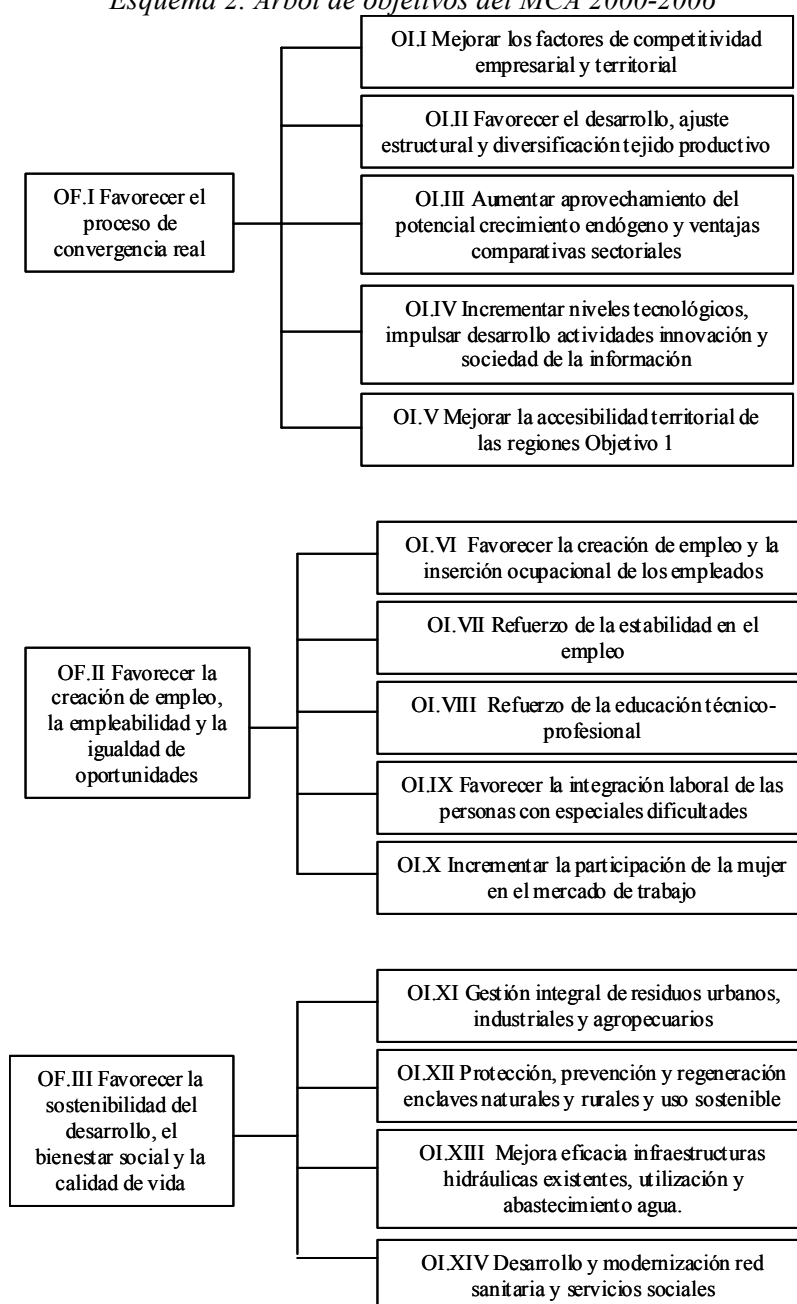 Esquema 2. Árbol de objetivos del MCA 2000-2006
OI.I Mejorar los factores de competitividad
empresarial y territorial
OI.II Favorecer el desarrollo, ajuste
estructural y diversificación tejido productivo
OF.I Favorecer el
proceso de
convergencia real
OI.III Aumentar aprovechamiento del
potencial crecimiento endógeno y ventajas
comparativas sectoriales
OI.IV Incrementar niveles tecnológicos,
impulsar desarrollo actividades innovación y
sociedad de la información
OI.V Mejorar la accesibilidad territorial de
las regiones Objetivo 1
OI.VI Favorecer la creación de empleo y la
inserción ocupacional de los empleados
OI.VII Refuerzo de la estabilidad en el
empleo
OF.II Favorecer la
creación de empleo,
la empleabilidad y la
igualdad de
oportunidades
OI.VIII Refuerzo de la educación técnico-
profesional
OI.IX Favorecer la integración laboral de las
personas con especiales dificultades
OI.X Incrementar la participación de la mujer
en el mercado de trabajo
OI.XI Gestión integral de residuos urbanos,
industriales y agropecuarios
OF.III Favorecer la
sostenibilidad del
desarrollo, el
bienestar social y la
calidad de vida
OI.XII Protección, prevención y regeneración
enclaves naturales y rurales y uso sostenible
OI.XIII Mejora eficacia infraestructuras
hidráulicas existentes, utilización y
abastecimiento agua.
OI.XIV Desarrollo y modernización red
sanitaria y servicios sociales